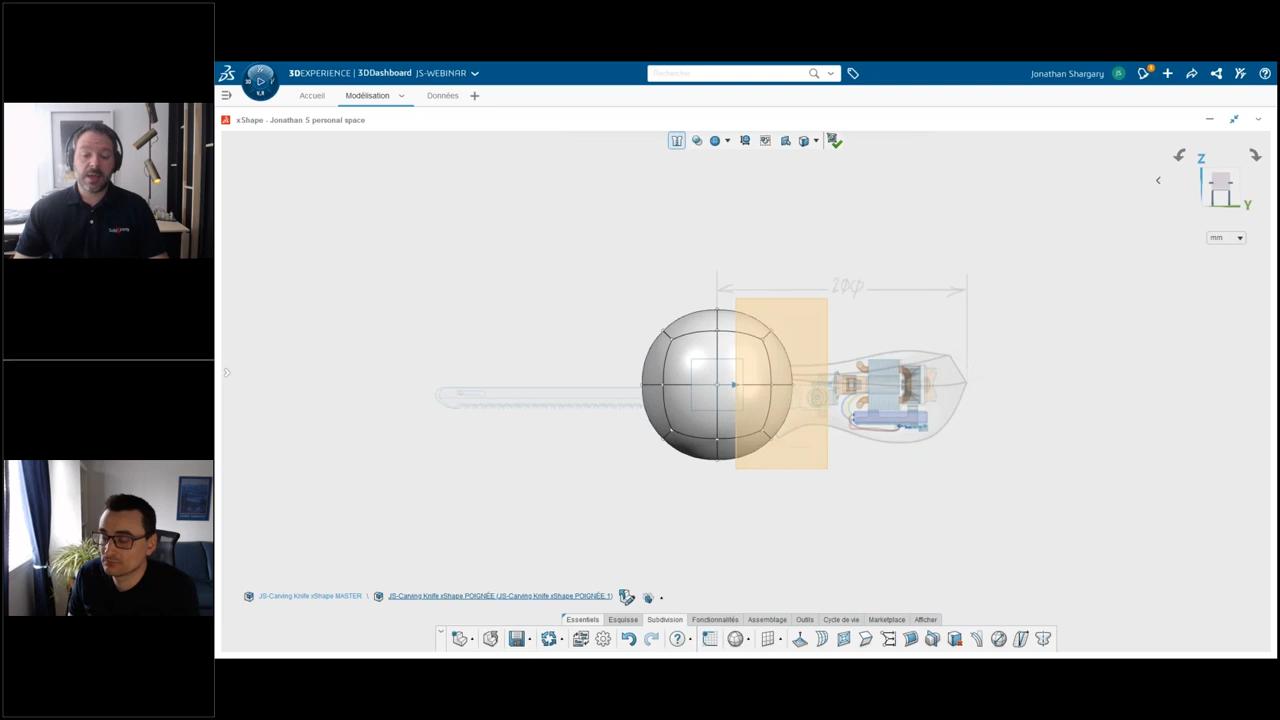 3DEXPERIENCE | 3DDashboard JS-WEBINAR
Rechercher
Jonathan Shargary JS
Accueil Modélisation Données
xShape - Jonathan S personal space
Z
Y
mm
JS-Carving Knife xShape MASTER \ JS-Carving Knife xShape POIGNÉE (JS-Carving Knife xShape POIGNÉE.1)
Essentiels Esquisse Subdivision Fonctionnalités Assemblage Outils Cycle de vie Marketplace Afficher